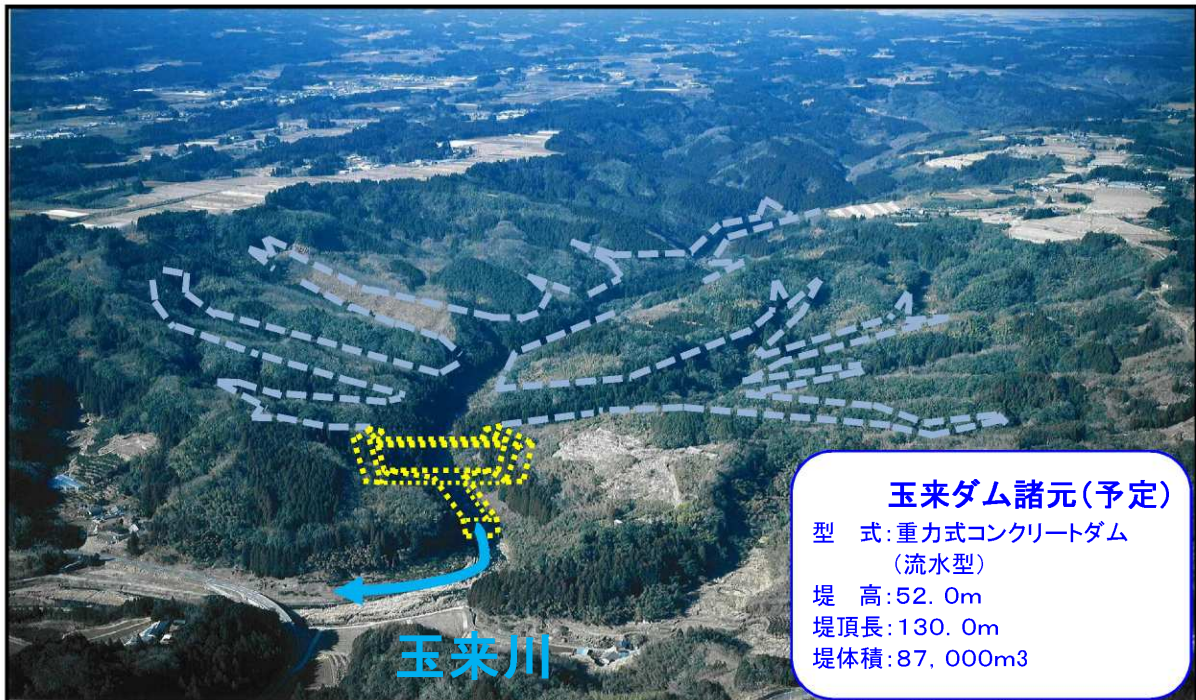 玉来ダム諸元(予定)
型　式:重力式コンクリートダム
(流水型)
堤　高:52. 0m
堤頂長:130. 0m
堤体積:87, 000m3
玉来川